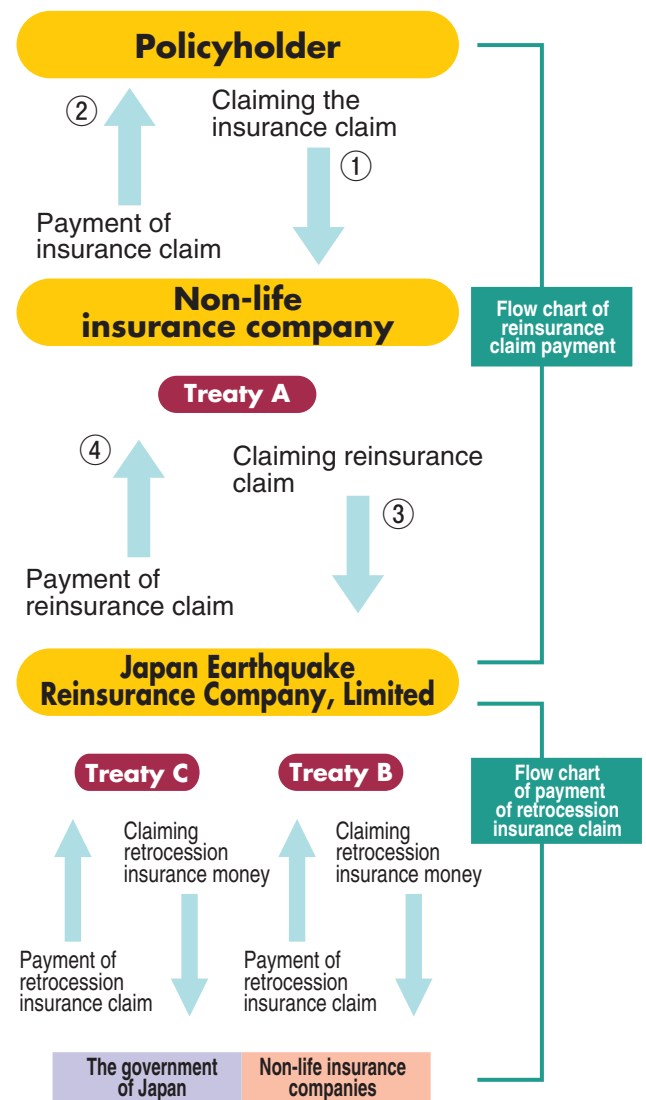 Policyholder
②
Claiming the
insurance claim
①
Payment of
insurance claim
Non-life
insurance company
Flow chart of
reinsurance
claim payment
Treaty A
④
Claiming reinsurance
claim
③
Payment of
reinsurance claim
Japan Earthquake
Reinsurance Company, Limited
Treaty C
Treaty B
Flow chart
of payment
of retrocession
insurance claim
Claiming
retrocession
insurance money
Claiming
retrocession
insurance money
Payment of
retrocession
insurance claim
Payment of
retrocession
insurance claim
The government
of Japan
Non-life insurance
companies